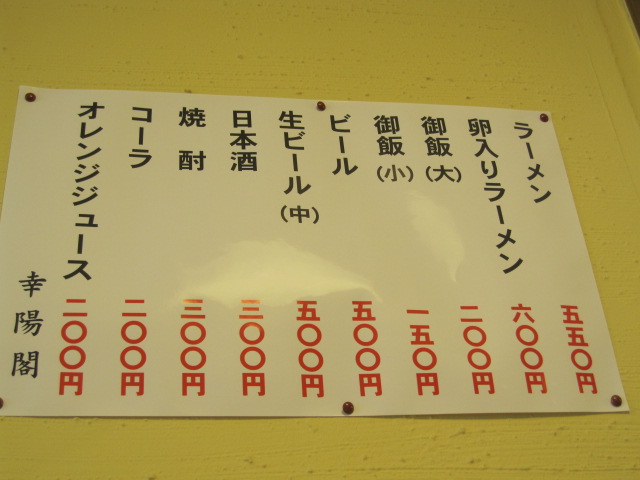 ラーメン 五五〇円
卵入りラーメン 六〇〇円
御飯(大) 二〇〇円
御飯(小) 一五〇円
ビール 五〇〇円
生ビール(中) 五〇〇円
日本酒 三〇〇円
焼酎 三〇〇円
コーラ 二〇〇円
オレンジジュース 二〇〇円
幸陽閣